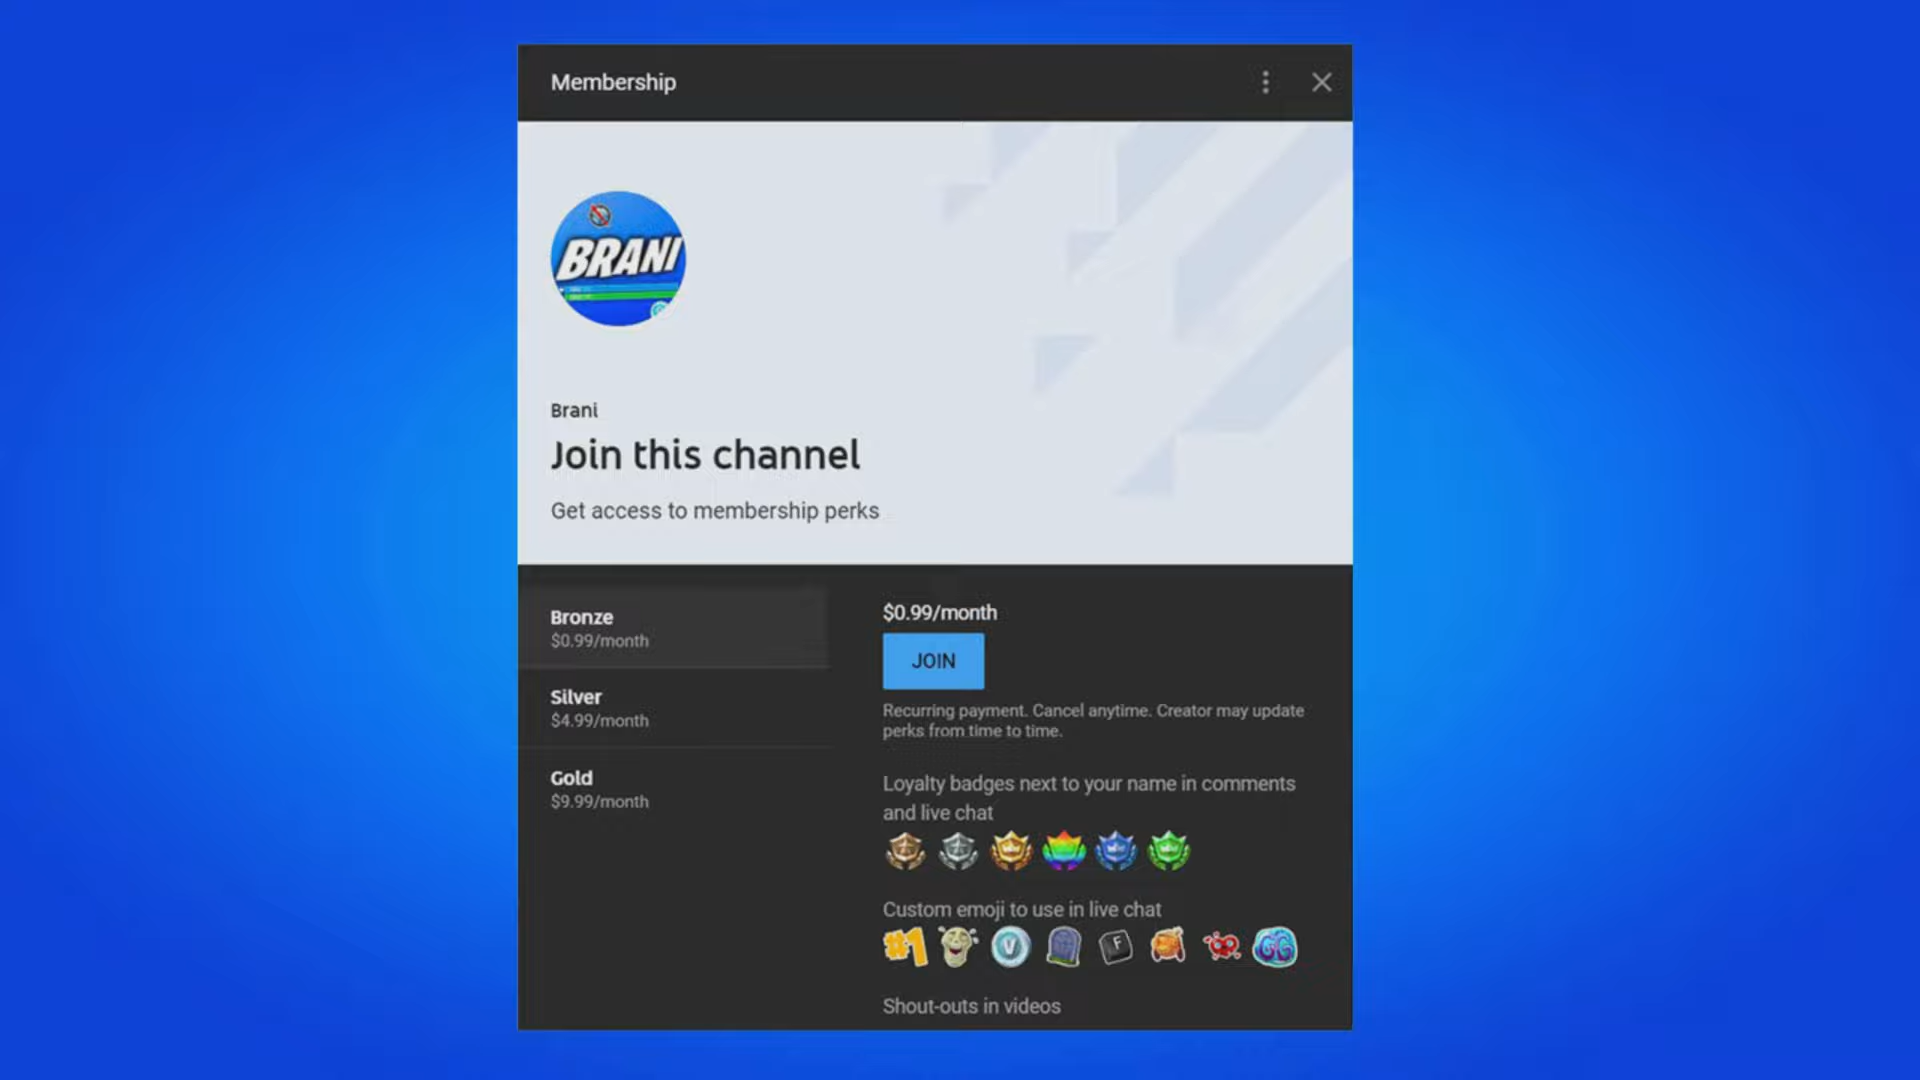 Membership
BRANI
Brani
Join this channel
Get access to membership perks
Bronze
$0.99/month
Silver
$4.99/month
Gold
$9.99/month
$0.99/month
JOIN
Recurring payment. Cancel anytime. Creator may update
perks from time to time.
Loyalty badges next to your name in comments
and live chat
Custom emoji to use in live chat
#1 V F GG
Shout-outs in videos